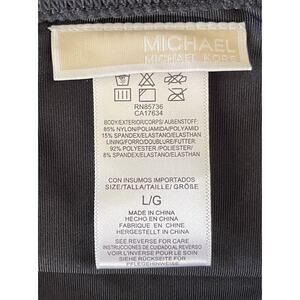 MICHAEL
MICHAEL KORS
RN85736
CA17634
BODY/EXTERIOR/CORPS/ AUßENSTOFF:
85% NYLON/POLIAMIDA/POLYAMID
15% SPANDEX/ELASTANO/ELASTHAN
LINING/FORRO/DOUBLURE/FUTTER:
92% POLYESTER/POLIESTER/
8% SPANDEX/ELASTANO/ELASTHAN
CON INSUMOS IMPORTADOS
SIZE/TALLA/TAILLE/ GRÖßE
L/G
MADE IN CHINA
HECHO EN CHINA
FABRIQUE EN CHINE
HERGESTELLT IN CHINA
SEE REVERSE FOR CARE
INSTRUCCIONES DE CUIDADO AL REVERSO
VOIR INVERSE POUR LE SOIN
SIEHE RÜCKSEITE FÜR
PFLEGEHINWEISE